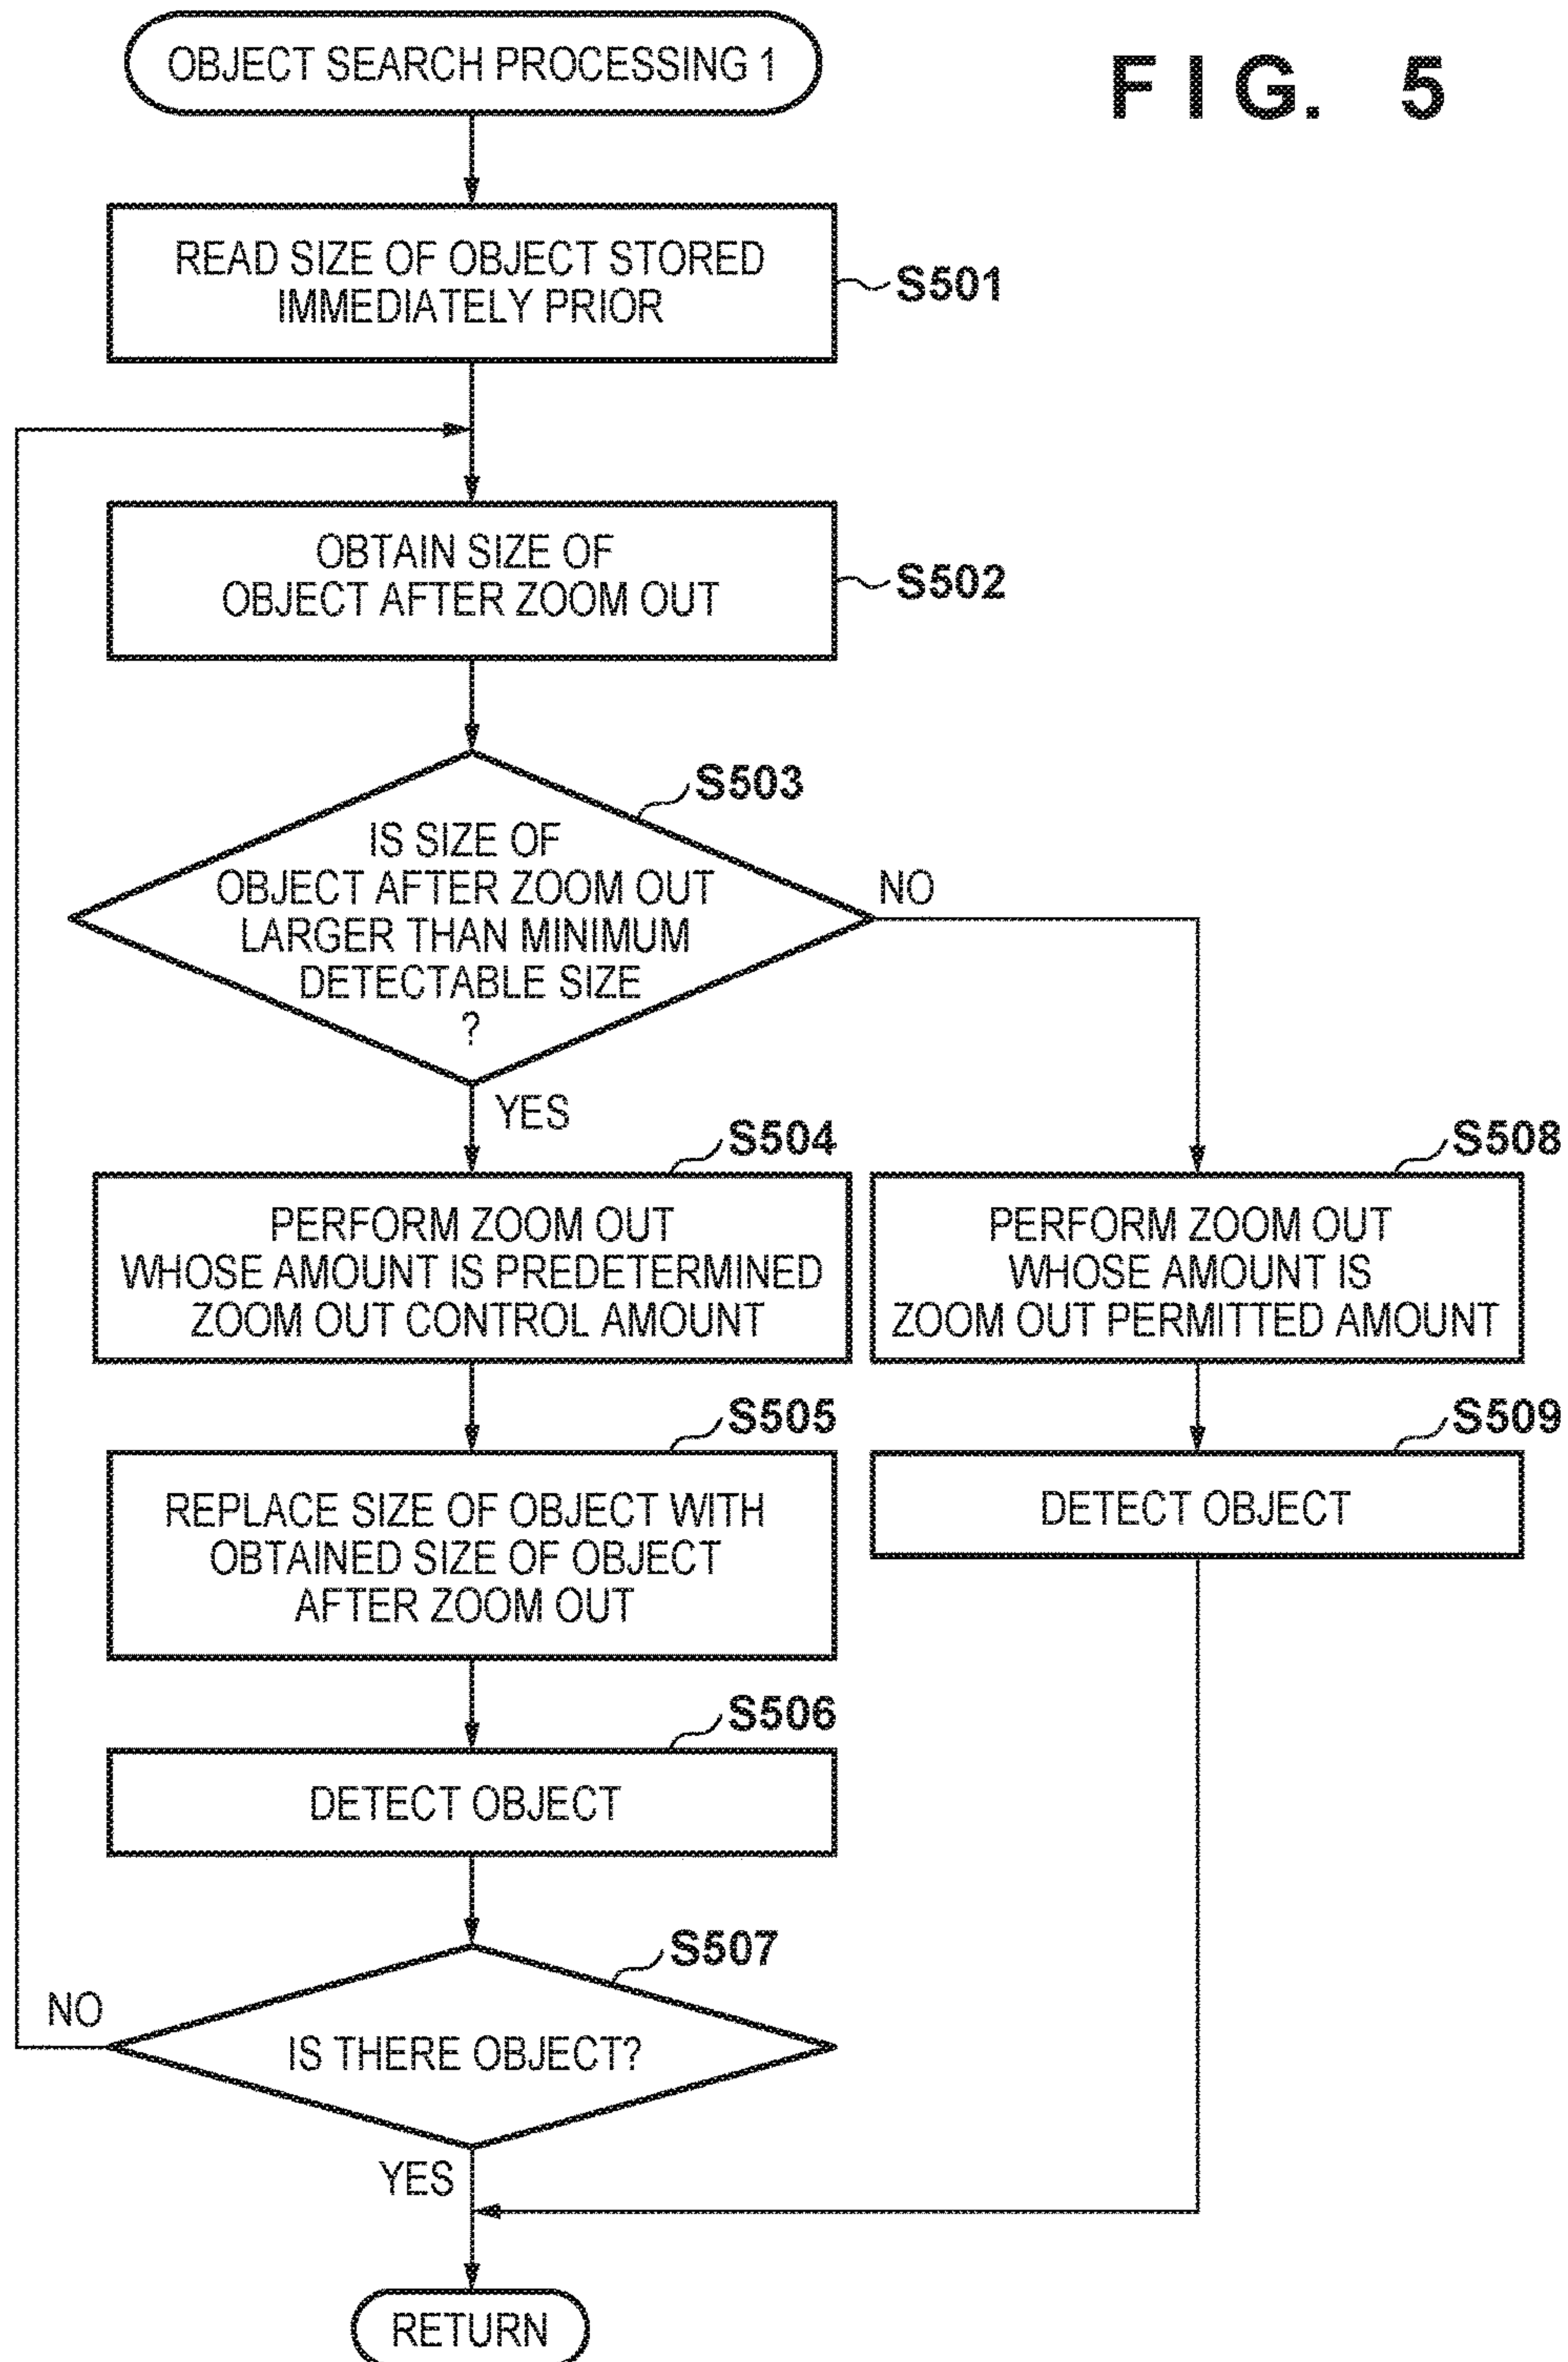 OBJECT SEARCH PROCESSING 1
F I G. 5
READ SIZE OF OBJECT STORED
IMMEDIATELY PRIOR
S501
OBTAIN SIZE OF
OBJECT AFTER ZOOM OUT
S502
S503
IS SIZE OF
OBJECT AFTER ZOOM OUT
LARGER THAN MINIMUM
DETECTABLE SIZE
?
NO
YES
S504
PERFORM ZOOM OUT
WHOSE AMOUNT IS PREDETERMINED
ZOOM OUT CONTROL AMOUNT
S508
PERFORM ZOOM OUT
WHOSE AMOUNT IS
ZOOM OUT PERMITTED AMOUNT
S505
REPLACE SIZE OF OBJECT WITH
OBTAINED SIZE OF OBJECT
AFTER ZOOM OUT
S509
DETECT OBJECT
S506
DETECT OBJECT
S507
NO
IS THERE OBJECT?
YES
RETURN